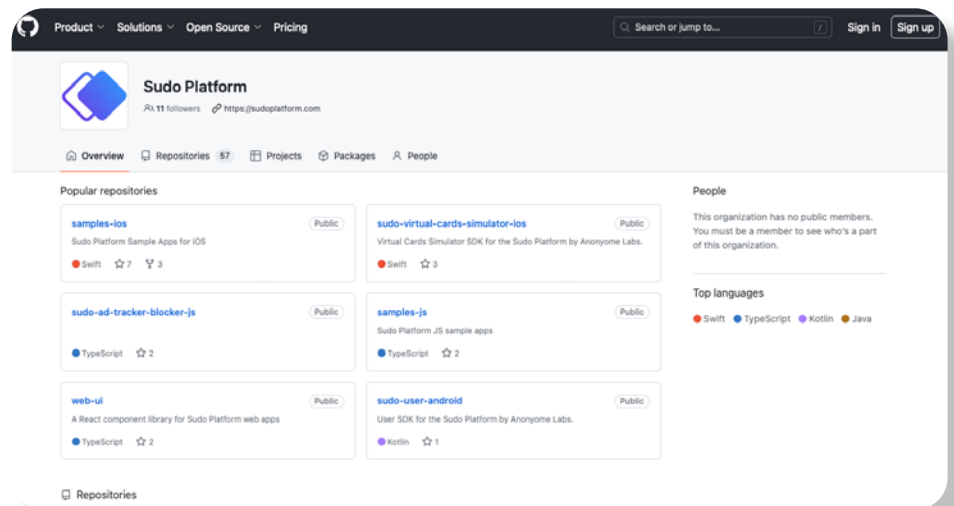 Product Solutions Open Source Pricing Search or jump to... / Sign in Sign up
Sudo Platform
11 followers https://sudoplatform.com
Overview Repositories 57 Projects Packages People
Popular repositories
samples-ios Public
Sudo Platform Sample Apps for iOS
Swift 7 3
sudo-virtual-cards-simulator-ios Public
Virtual Cards Simulator SDK for the Sudo Platform by Anonyome Labs.
Swift 3
sudo-ad-tracker-blocker-js Public
TypeScript 2
samples-js Public
Sudo Platform JS sample apps
TypeScript 2
web-ui Public
A React component library for Sudo Platform web apps
TypeScript 2
sudo-user-android Public
User SDK for the Sudo Platform by Anonyome Labs.
Kotlin 1
Repositories
People
This organization has no public members.
You must be a member to see who's a part
of this organization.
Top languages
Swift TypeScript Kotlin Java